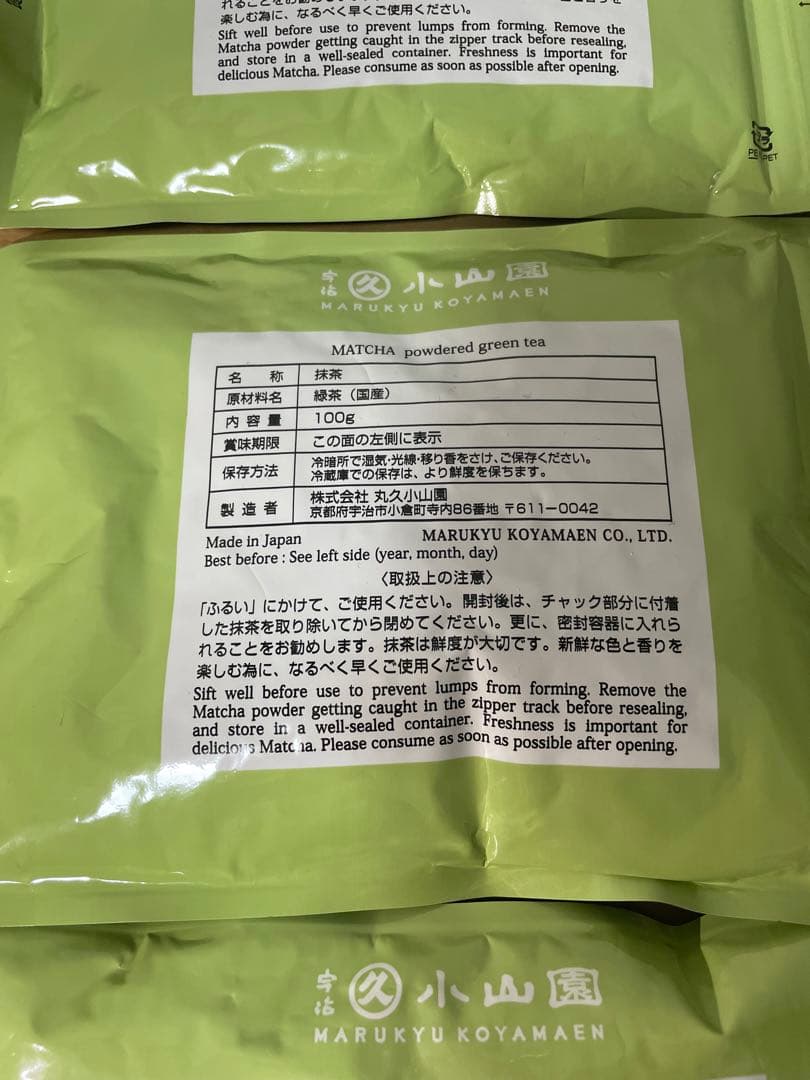 楽しむ為に、なるべく早くご使用ください。
Sift well before use to prevent lumps from forming. Remove the
Matcha powder getting caught in the zipper track before resealing,
and store in a well-sealed container. Freshness is important for
delicious Matcha. Please consume as soon as possible after opening.
PET
宇治 久 小山園
MARUKYU KOYAMAEN
MATCHA powdered green tea
名 称 抹茶
原材料名 緑茶（国産）
内容量 100g
賞味期限 この面の左側に表示
保存方法 冷暗所で湿気・光線・移り香をさけ、ご保存ください。
冷蔵庫での保存は、より鮮度を保ちます。
製造者 株式会社 丸久小山園
京都府宇治市小倉町寺内86番地 〒611-0042
Made in Japan MARUKYU KOYAMAEN CO., LTD.
Best before : See left side (year, month, day)
〈取扱上の注意〉
「ふるい」にかけて、ご使用ください。開封後は、チャック部分に付着
した抹茶を取り除いてから閉めてください。更に、密封容器に入れら
れることをお勧めします。抹茶は鮮度が大切です。新鮮な色と香りを
楽しむ為に、なるべく早くご使用ください。
Sift well before use to prevent lumps from forming. Remove the
Matcha powder getting caught in the zipper track before resealing,
and store in a well-sealed container. Freshness is important for
delicious Matcha. Please consume as soon as possible after opening.
宇治 久 小山園
MARUKYU KOYAMAEN